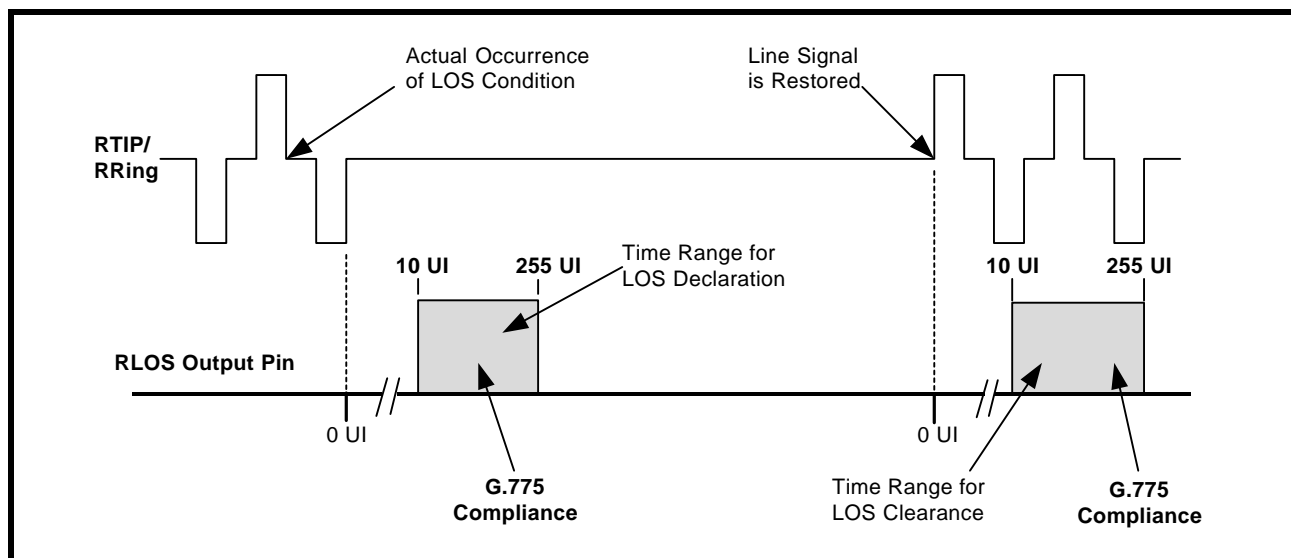 Actual Occurrence
of LOS Condition
Line Signal
is Restored
RTIP/
RRing
Time Range for
LOS Declaration
10 UI
255 UI
10 UI
255 UI
RLOS Output Pin
0 UI
0 UI
G.775
Compliance
Time Range for
LOS Clearance
G.775
Compliance